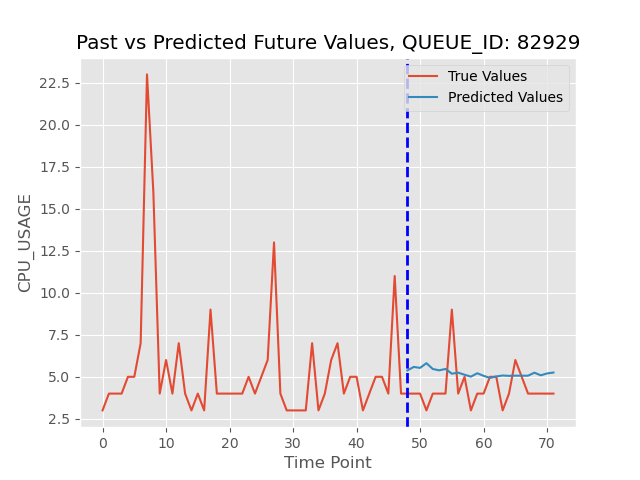 Past vs Predicted Future Values, QUEUE_ID: 82929
True Values
Predicted Values
CPU_USAGE
22.5
20.0
17.5
15.0
12.5
10.0
7.5
5.0
2.5
0 10 20 30 40 50 60 70
Time Point